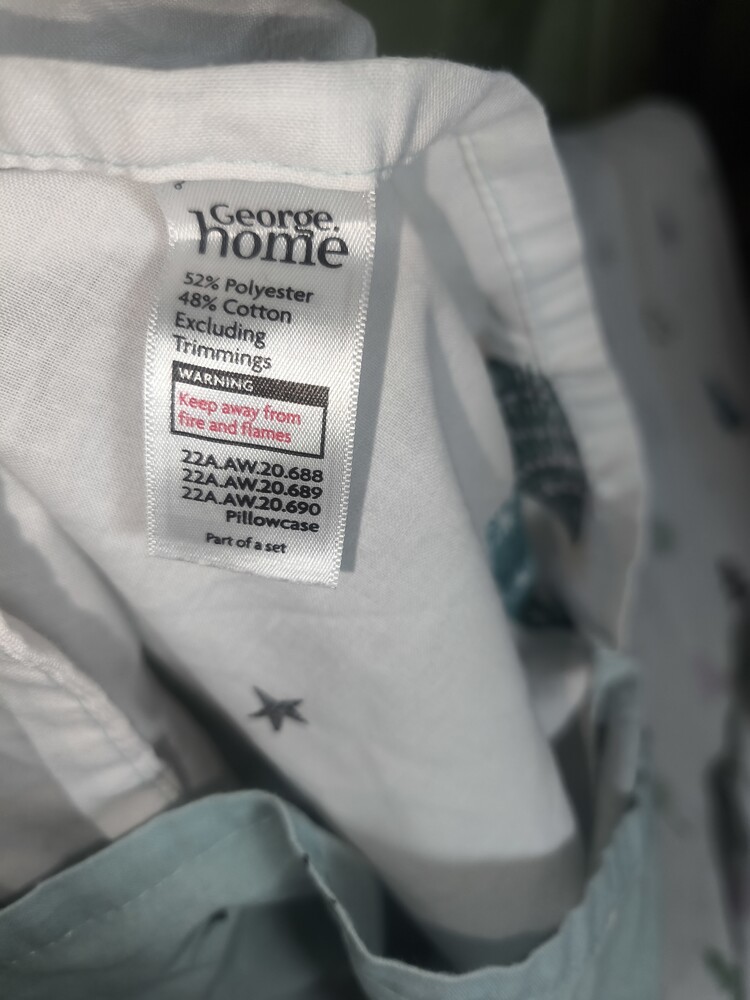 George.
home
52% Polyester
48% Cotton
Excluding
Trimmings
WARNING
Keep away from
fire and flames
22A.AW.20.688
22A.AW.20.689
22A.AW.20.690
Pillowcase
Part of a set